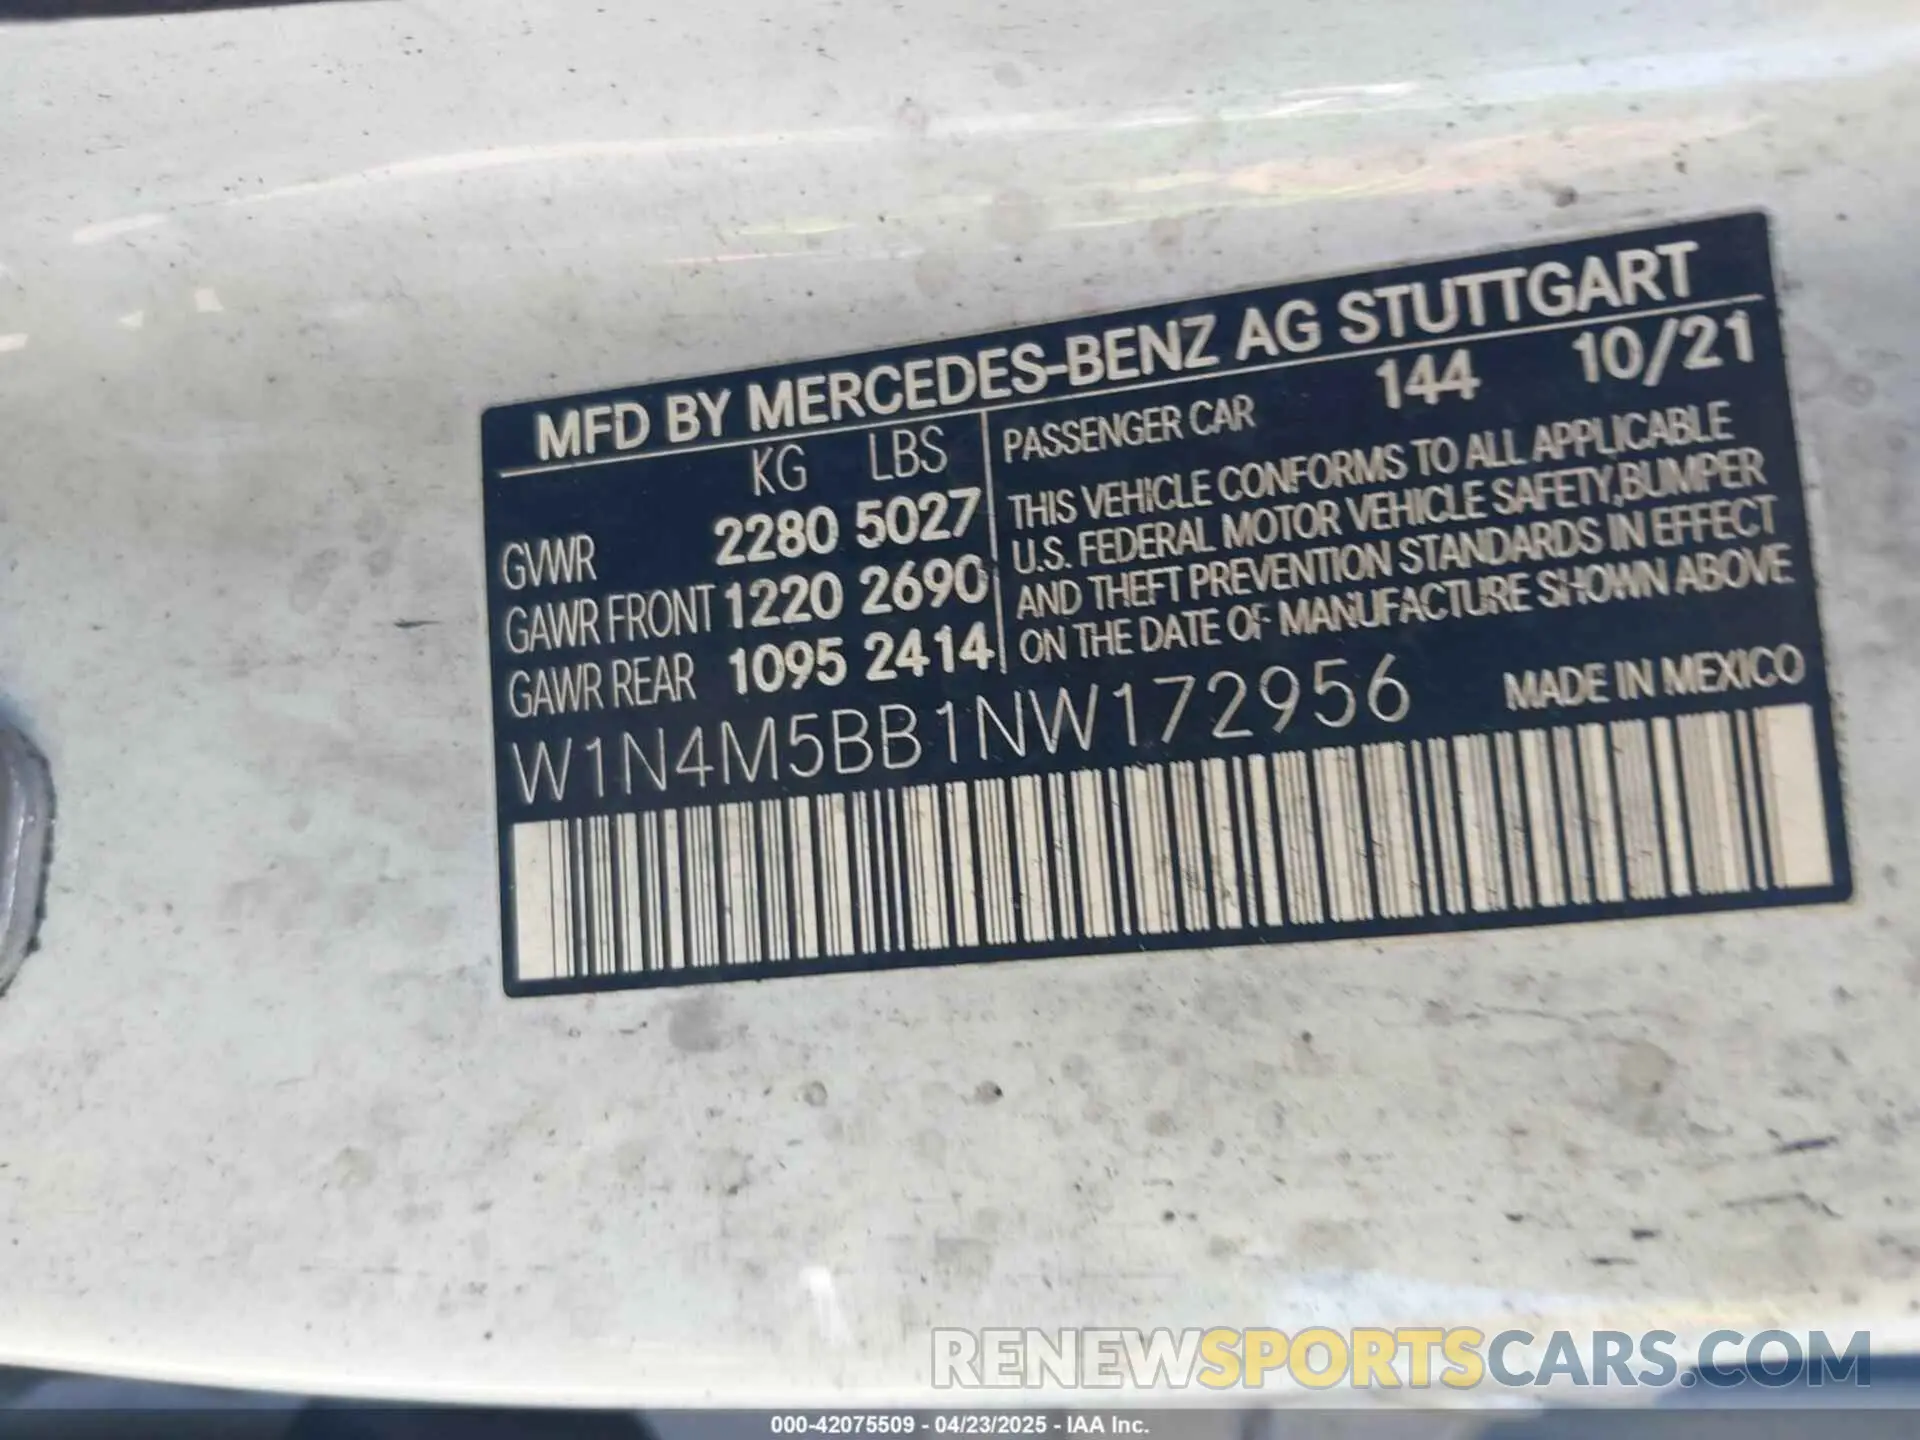 MFD BY MERCEDES-BENZ AG STUTTGART
KG LBS
GVWR 2280 5027
GAWR FRONT 1220 2690
GAWR REAR 1095 2414
PASSENGER CAR 144 10/21
THIS VEHICLE CONFORMS TO ALL APPLICABLE
U.S. FEDERAL MOTOR VEHICLE SAFETY,BUMPER
AND THEFT PREVENTION STANDARDS IN EFFECT
ON THE DATE OF MANUFACTURE SHOWN ABOVE
W1N4M5BB1NW172956 MADE IN MEXICO
RENEWSPORTSCARS.COM
000-42075509 - 04/23/2025 - IAA Inc.